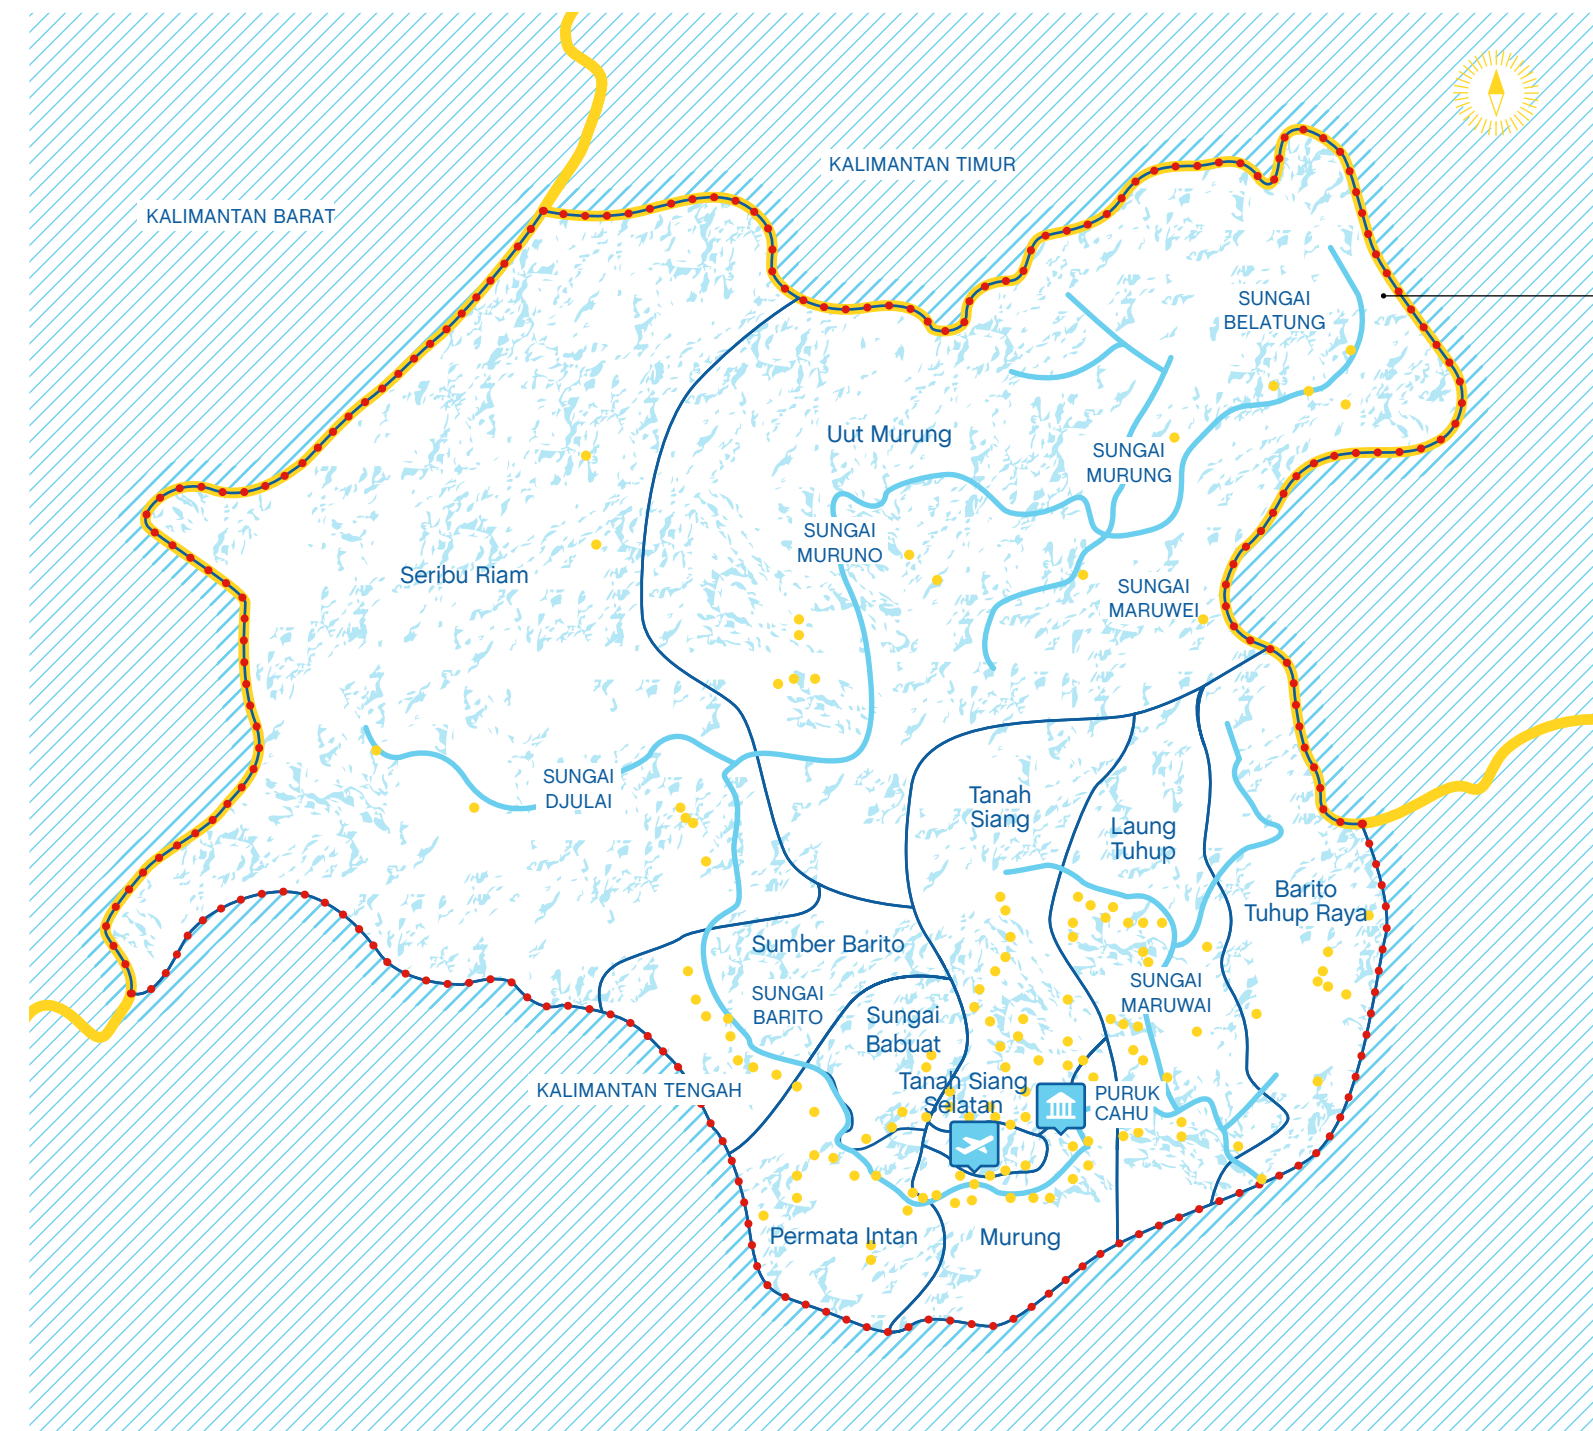 KALIMANTAN TIMUR
KALIMANTAN BARAT
SUNGAI
BELATUNG
Uut Murung
SUNGAI
MURUNG
SUNGAI
MURUNO
Seribu Riam
SUNGAI
MARUWEI
SUNGAI
DJULAI
Tanah
Siang
Laung
Tuhup
Barito
Tuhup Raya
Sumber Barito
SUNGAI
BARITO
SUNGAI
MARUWAI
Sungai
Babuat
KALIMANTAN TENGAH
Tanah Siang
Selatan
PURUK
CAHU
Permata Intan
Murung